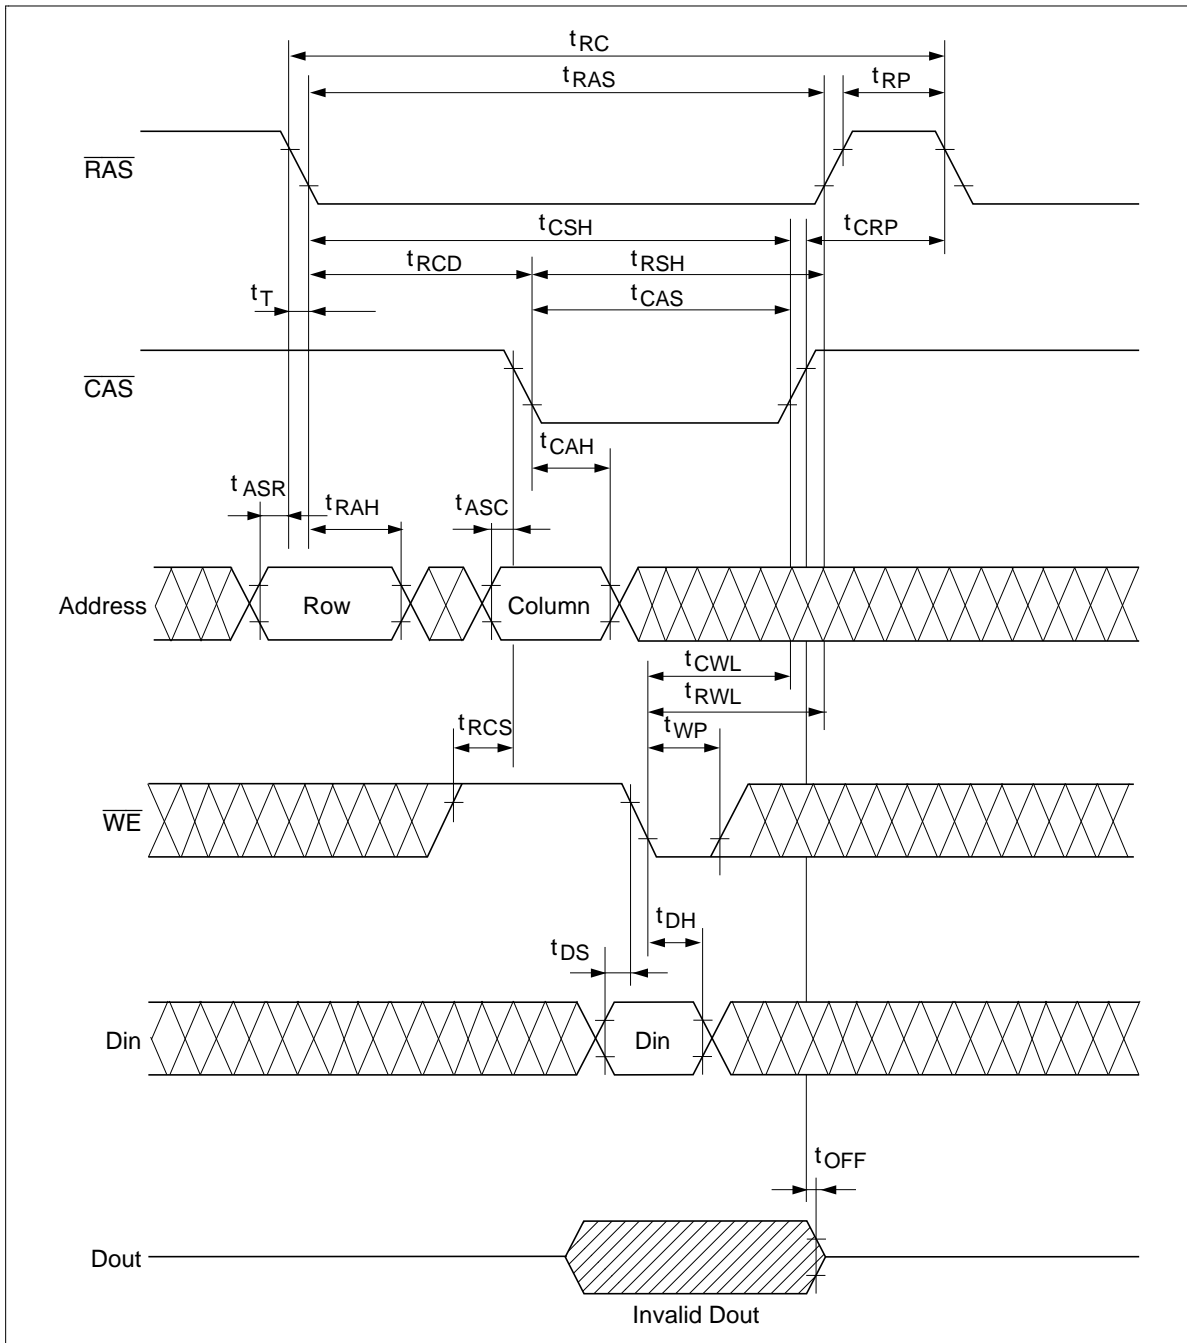 tRC
tRAS
tRP
RAS
tCSH
tCRP
tRCD
tRSH
tT
tCAS
CAS
tCAH
tASR
tRAH
tASC
Address
Row
Column
tCWL
tRWL
tRCS
tWP
WE
tDH
tDS
Din
Din
tOFF
Dout
Invalid Dout